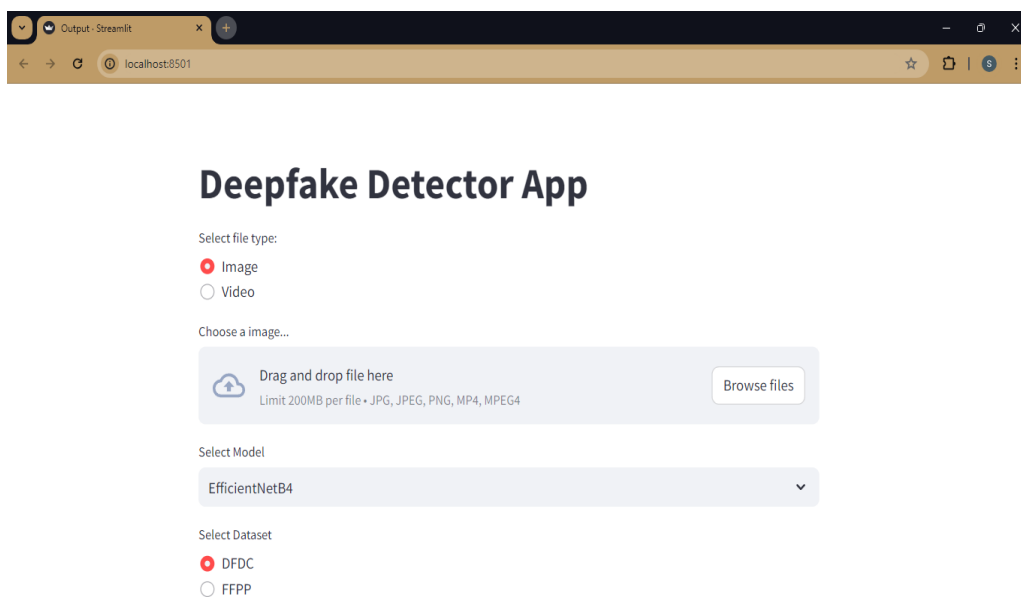 Output - Streamlit
localhost:8501
S
Deepfake Detector App
Select file type:
Image
Video
Choose a image...
Drag and drop file here
Limit 200MB per file • JPG, JPEG, PNG, MP4, MPEG4
Browse files
Select Model
EfficientNetB4
Select Dataset
DFDC
FFPP